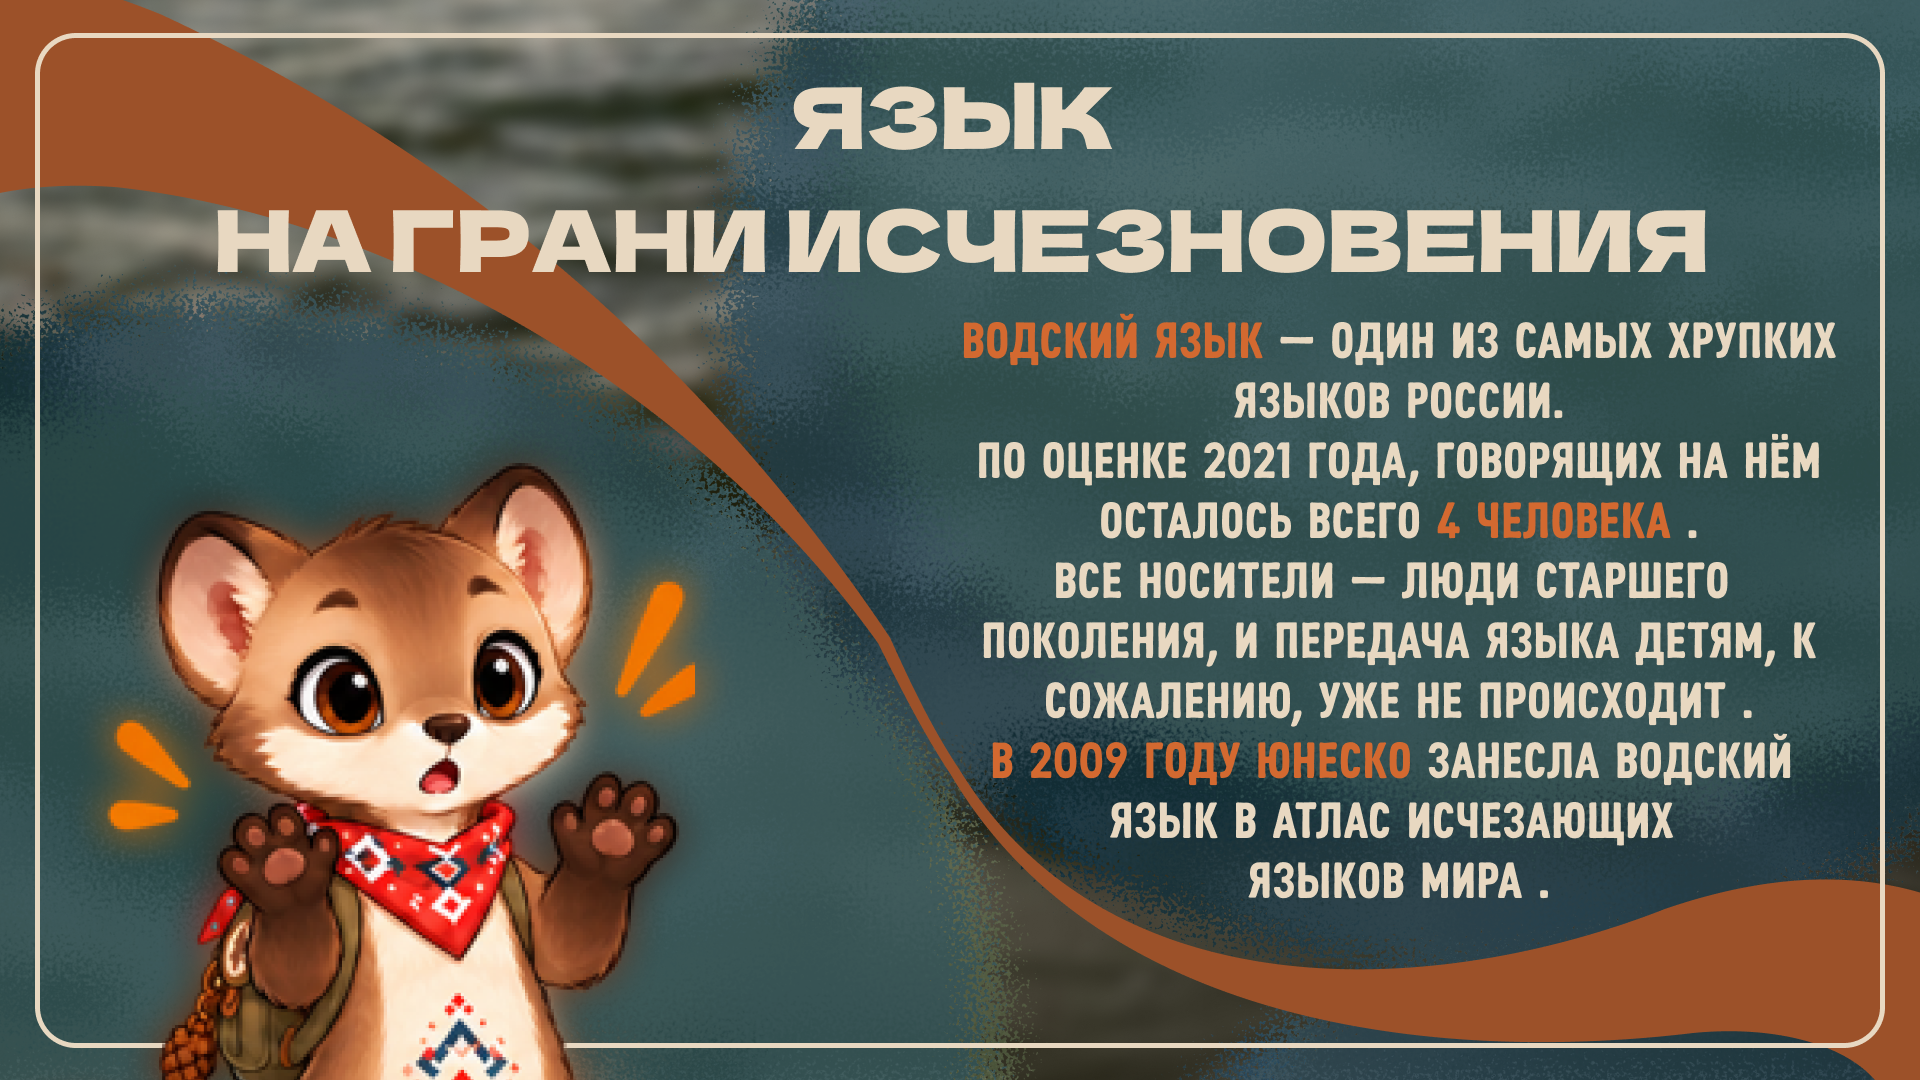 ЯЗЫК
НА ГРАНИ ИСЧЕЗНОВЕНИЯ
ВОДСКИЙ ЯЗЫК — ОДИН ИЗ САМЫХ ХРУПКИХ
ЯЗЫКОВ РОССИИ.
ПО ОЦЕНКЕ 2021 ГОДА, ГОВОРЯЩИХ НА НЁМ
ОСТАЛОСЬ ВСЕГО 4 ЧЕЛОВЕКА .
ВСЕ НОСИТЕЛИ — ЛЮДИ СТАРШЕГО
ПОКОЛЕНИЯ, И ПЕРЕДАЧА ЯЗЫКА ДЕТЯМ, К
СОЖАЛЕНИЮ, УЖЕ НЕ ПРОИСХОДИТ .
В 2009 ГОДУ ЮНЕСКО ЗАНЕСЛА ВОДСКИЙ
ЯЗЫК В АТЛАС ИСЧЕЗАЮЩИХ
ЯЗЫКОВ МИРА .